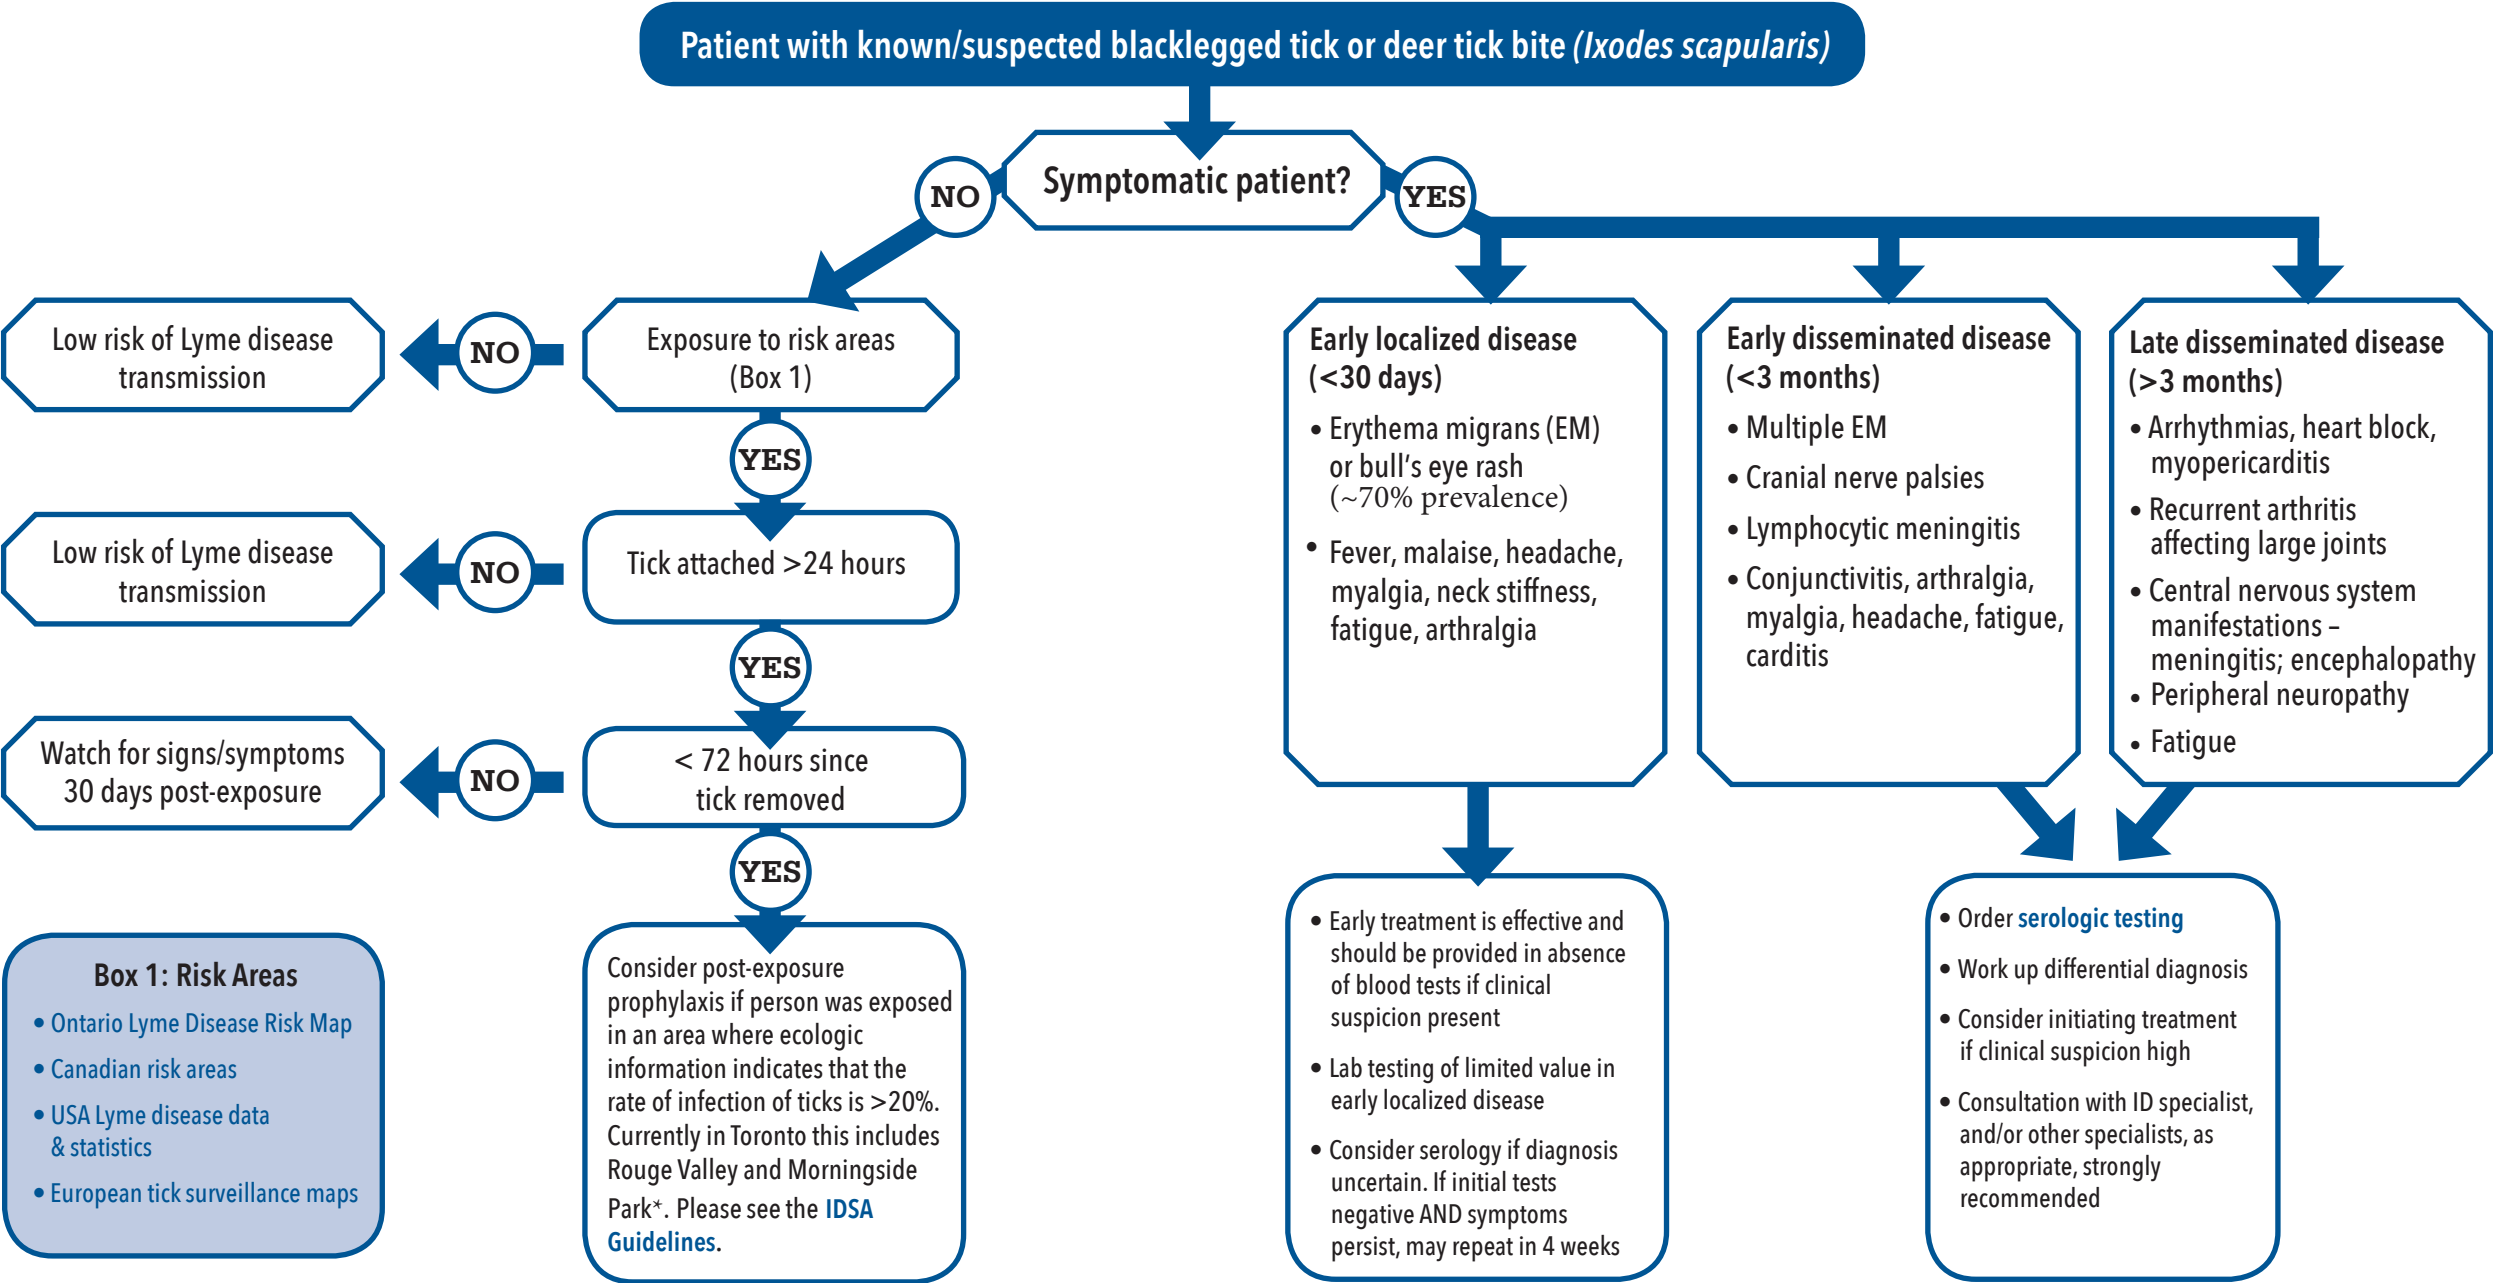 Patient with known/suspected blacklegged tick or deer tick bite (Ixodes scapularis)
Symptomatic patient?
NO
YES
Exposure to risk areas
(Box 1)
NO
Low risk of Lyme disease
transmission
YES
Tick attached >24 hours
NO
Low risk of Lyme disease
transmission
YES
< 72 hours since
tick removed
NO
Watch for signs/symptoms
30 days post-exposure
YES
Consider post-exposure
prophylaxis if person was exposed
in an area where ecologic
information indicates that the
rate of infection of ticks is >20%.
Currently in Toronto this includes
Rouge Valley and Morningside
Park*. Please see the IDSA
Guidelines.
Box 1: Risk Areas
• Ontario Lyme Disease Risk Map
• Canadian risk areas
• USA Lyme disease data
& statistics
• European tick surveillance maps
Early localized disease
(<30 days)
• Erythema migrans (EM)
or bull's eye rash
(~70% prevalence)
• Fever, malaise, headache,
myalgia, neck stiffness,
fatigue, arthralgia
• Early treatment is effective and
should be provided in absence
of blood tests if clinical
suspicion present
• Lab testing of limited value in
early localized disease
• Consider serology if diagnosis
uncertain. If initial tests
negative AND symptoms
persist, may repeat in 4 weeks
Early disseminated disease
(<3 months)
• Multiple EM
• Cranial nerve palsies
• Lymphocytic meningitis
• Conjunctivitis, arthralgia,
myalgia, headache, fatigue,
carditis
Late disseminated disease
(>3 months)
• Arrhythmias, heart block,
myopericarditis
• Recurrent arthritis
affecting large joints
• Central nervous system
manifestations –
meningitis; encephalopathy
• Peripheral neuropathy
• Fatigue
• Order serologic testing
• Work up differential diagnosis
• Consider initiating treatment
if clinical suspicion high
• Consultation with ID specialist,
and/or other specialists, as
appropriate, strongly
recommended